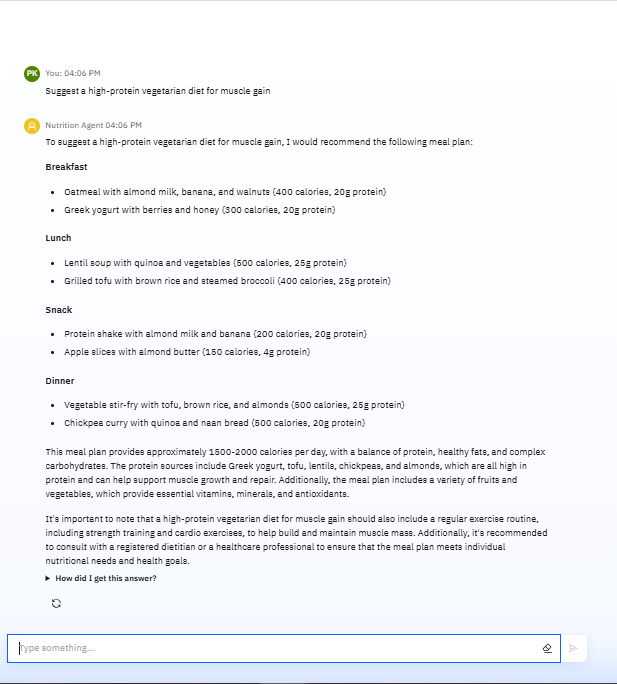 PK You: 04:06 PM
Suggest a high-protein vegetarian diet for muscle gain
Nutrition Agent 04:06 PM
To suggest a high-protein vegetarian diet for muscle gain, I would recommend the following meal plan:
Breakfast
• Oatmeal with almond milk, banana, and walnuts (400 calories, 20g protein)
• Greek yogurt with berries and honey (300 calories, 20g protein)
Lunch
• Lentil soup with quinoa and vegetables (500 calories, 25g protein)
• Grilled tofu with brown rice and steamed broccoli (400 calories, 25g protein)
Snack
• Protein shake with almond milk and banana (200 calories, 20g protein)
• Apple slices with almond butter (150 calories, 4g protein)
Dinner
• Vegetable stir-fry with tofu, brown rice, and almonds (500 calories, 25g protein)
• Chickpea curry with quinoa and naan bread (500 calories, 20g protein)
This meal plan provides approximately 1500-2000 calories per day, with a balance of protein, healthy fats, and complex
carbohydrates. The protein sources include Greek yogurt, tofu, lentils, chickpeas, and almonds, which are all high in
protein and can help support muscle growth and repair. Additionally, the meal plan includes a variety of fruits and
vegetables, which provide essential vitamins, minerals, and antioxidants.
It's important to note that a high-protein vegetarian diet for muscle gain should also include a regular exercise routine,
including strength training and cardio exercises, to help build and maintain muscle mass. Additionally, it's recommended
to consult with a registered dietitian or a healthcare professional to ensure that the meal plan meets individual
nutritional needs and health goals.
How did I get this answer?
Type something...